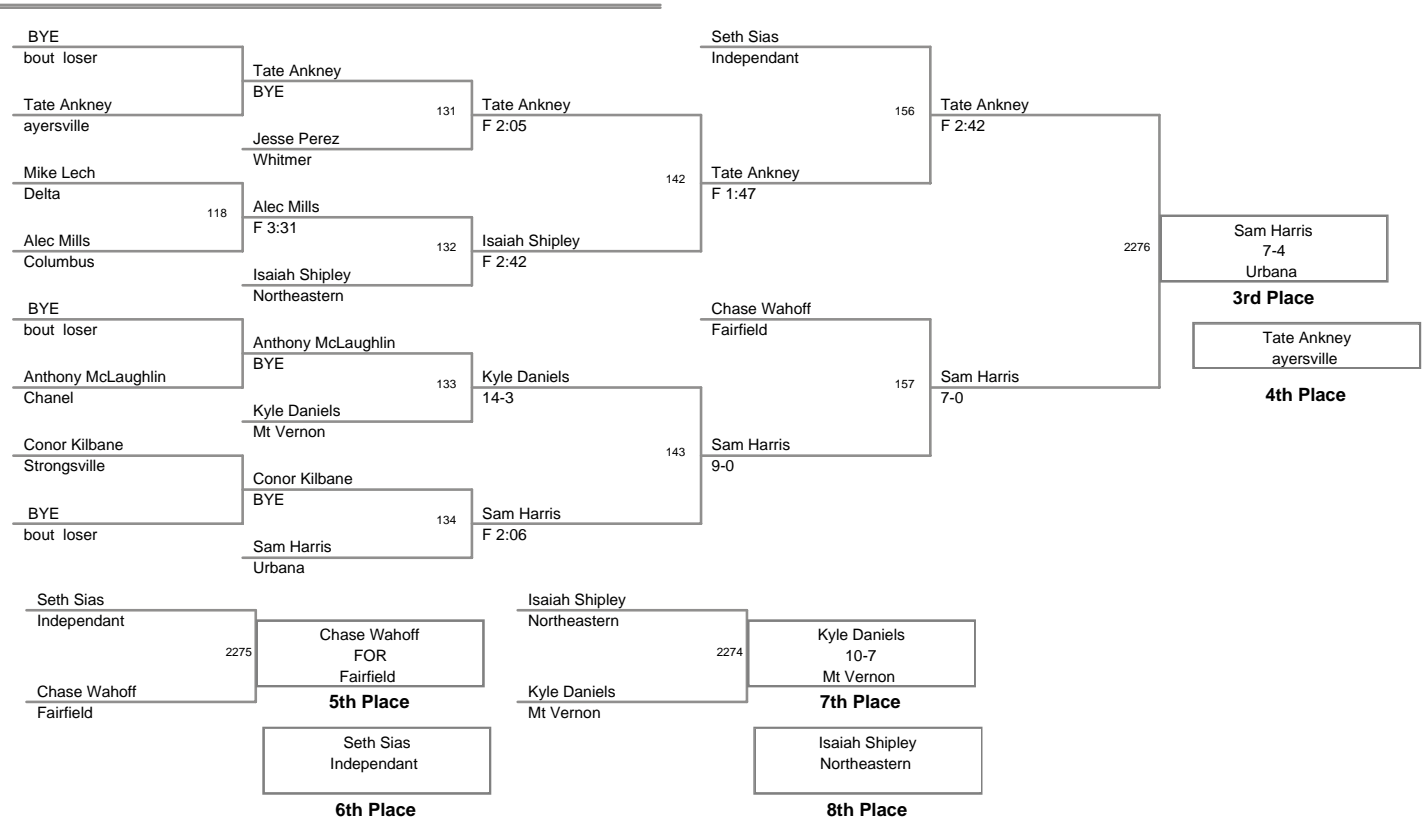 BYE
bout  loser
Tate Ankney
ayersville
Mike Lech
Delta
118
Alec Mills
Columbus
BYE
bout  loser
Anthony McLaughlin
Chanel
Conor Kilbane
Strongsville
BYE
bout  loser
Tate Ankney
BYE
131
Jesse Perez
Whitmer
Alec Mills
F 3:31
132
Isaiah Shipley
Northeastern
Anthony McLaughlin
BYE
133
Kyle Daniels
Mt Vernon
Conor Kilbane
BYE
134
Sam Harris
Urbana
Tate Ankney
F 2:05
142
Isaiah Shipley
F 2:42
Kyle Daniels
14-3
143
Sam Harris
F 2:06
Seth Sias
Independant
156
Tate Ankney
F 1:47
Chase Wahoff
Fairfield
157
Sam Harris
9-0
Tate Ankney
F 2:42
2276
Sam Harris
7-0
Sam Harris
7-4
Urbana
3rd Place
Tate Ankney
ayersville
4th Place
Seth Sias
Independant
2275
Chase Wahoff
Fairfield
Chase Wahoff
FOR
Fairfield
5th Place
Seth Sias
Independant
6th Place
Isaiah Shipley
Northeastern
2274
Kyle Daniels
Mt Vernon
Kyle Daniels
10-7
Mt Vernon
7th Place
Isaiah Shipley
Northeastern
8th Place